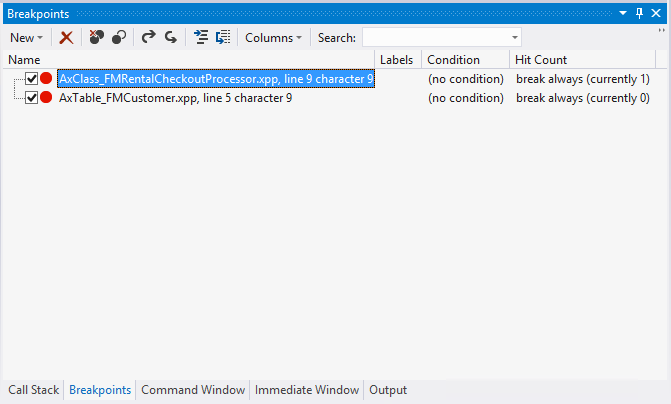 Breakpoints
New Columns Search:
Name Labels Condition Hit Count
AxClass_FMRentalCheckoutProcessor.xpp, line 9 character 9 (no condition) break always (currently 1)
AxTable_FMCustomer.xpp, line 5 character 9 (no condition) break always (currently 0)
Call Stack Breakpoints Command Window Immediate Window Output